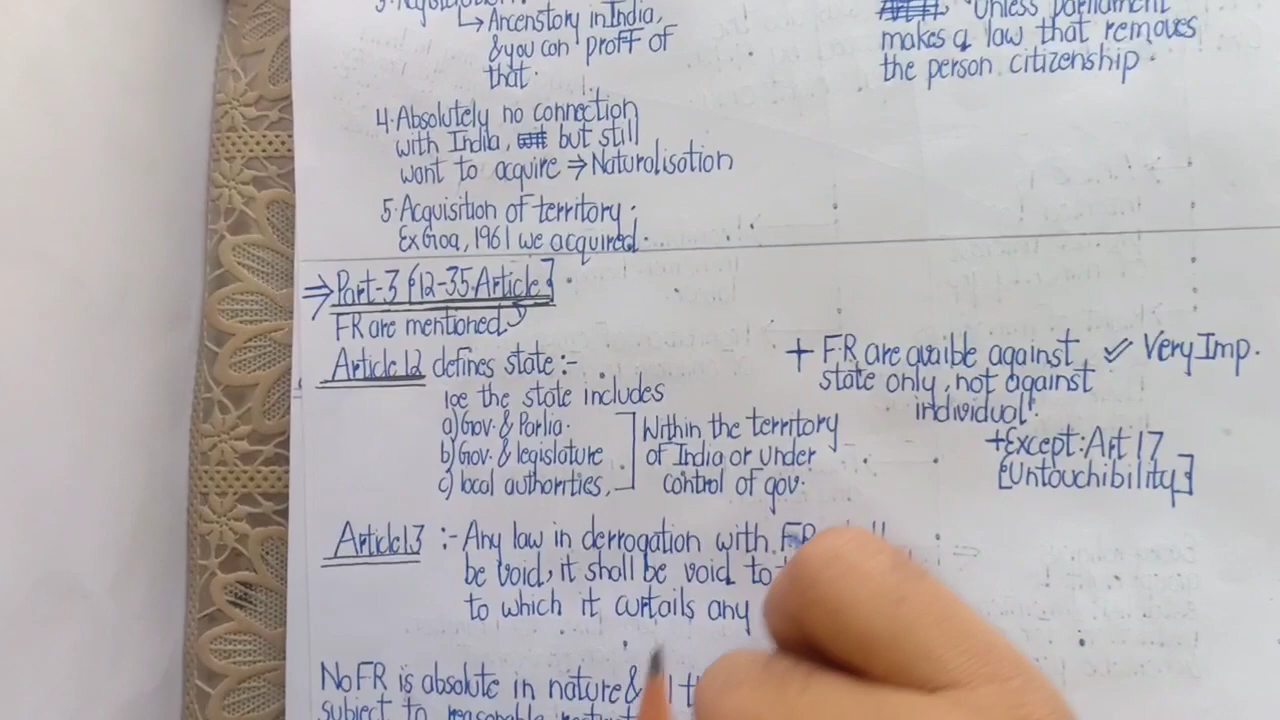 → Arcenstory in India,
& you can proff of
that.
Unless parliament
makes a law that removes
the person citizenship.
4. Absolutely no connection
with India, but still
want to acquire ⇒ Naturalisation
5. Acquisition of territory.
Ex Goa, 1961 we acquired.
⇒ Part-3 {12-35 Article}
FR are mentioned
Article 12 defines state :-
the state includes
a) Gov. & Parlia.
b) Gov. & legislature
c) local authorities,
Within the territory
of India or under
control of gov.
+ F.R are avaible against
state only, not against
individual.
✓ Very Imp.
+ Except: Art 17
[Untouchibility]
Article 13 :- Any law in derrogation with FR
be void, it shall be void to
to which it curtails any
No FR is absolute in nature &
subject to reasonable